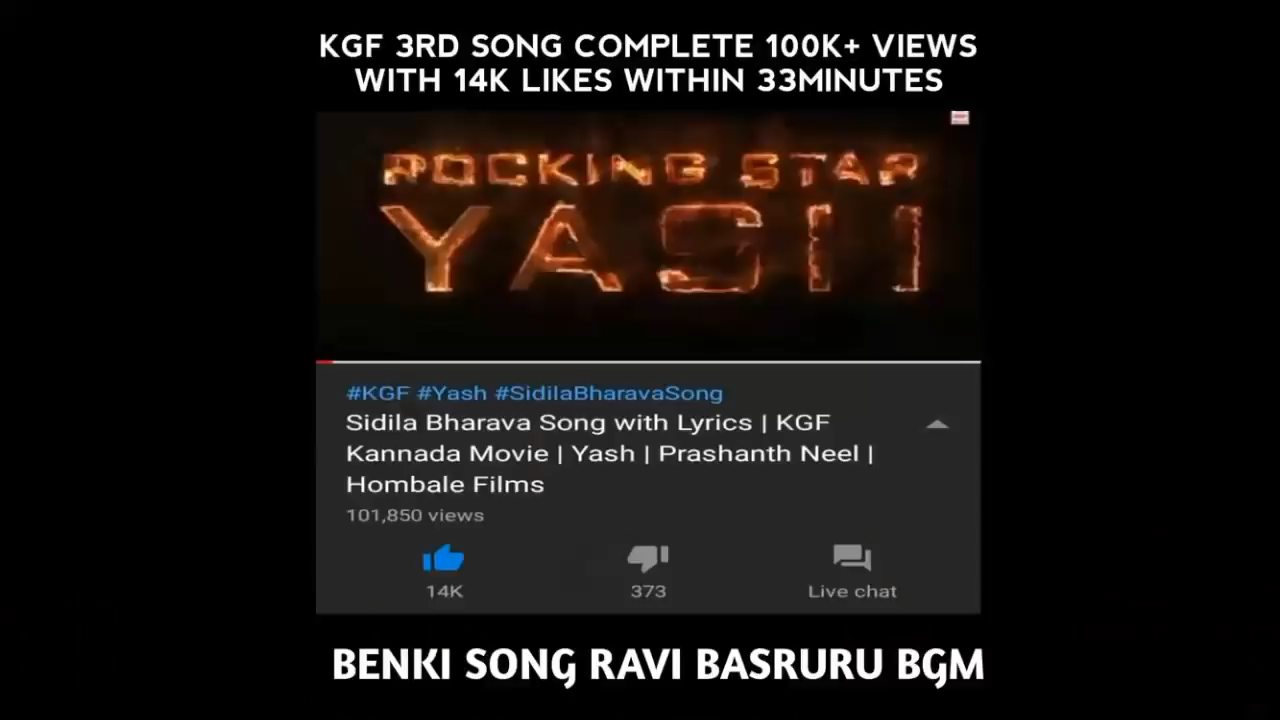 KGF 3RD SONG COMPLETE 100K+ VIEWS
WITH 14K LIKES WITHIN 33MINUTES
ROCKING STAR
YASH
#KGF #Yash #SidilaBharavaSong
Sidila Bharava Song with Lyrics | KGF
Kannada Movie | Yash | Prashanth Neel |
Hombale Films
101,850 views
14K 373 Live chat
BENKI SONG RAVI BASRURU BGM